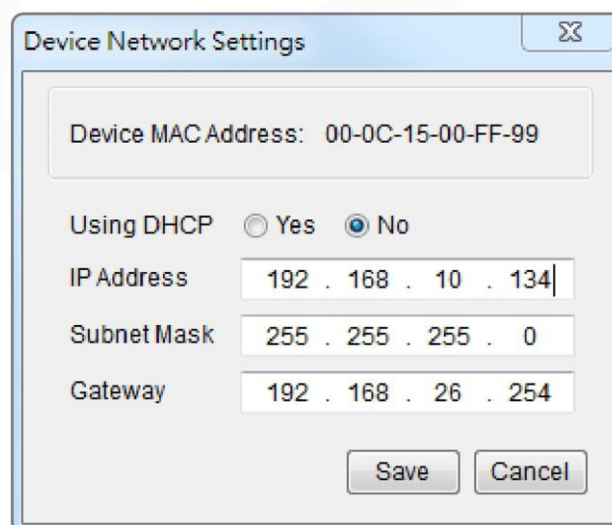 Device Network Settings
Device MAC Address: 00-0C-15-00-FF-99
Using DHCP Yes No
IP Address 192 . 168 . 10 . 134
Subnet Mask 255 . 255 . 255 . 0
Gateway 192 . 168 . 26 . 254
Save Cancel